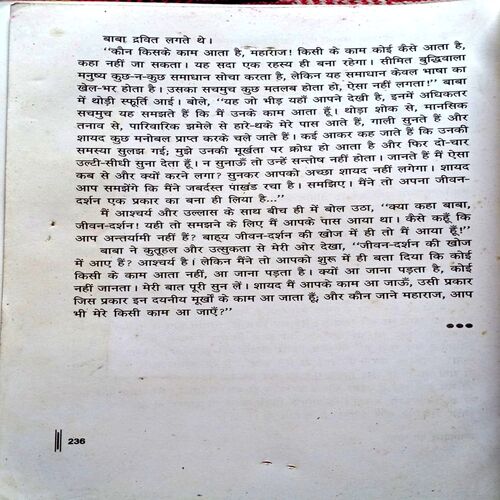 बाबा द्रवित लगते थे।
“कौन किसके काम आता है, महाराज! किसी के काम कोई कैसे आता है,
कहा नहीं जा सकता। यह सदा एक रहस्य ही बना रहेगा। सीमित बुद्धिवाला
मनुष्य कुछ-न-कुछ समाधान सोचा करता है, लेकिन यह समाधान केवल भाषा का
खेल-भर होता है। उसका सचमुच कुछ मतलब होता हो, ऐसा नहीं लगता!” बाबा
में थोड़ी स्फूर्ति आई। बोले, “यह जो भीड़ यहाँ आपने देखी है, इनमें अधिकतर
सचमुच यह समझते हैं कि मैं उनके काम आता हूँ। थोड़ा शौक से, मानसिक
तनाव से, पारिवारिक झमेले से हारे-थके मेरे पास आते हैं, गाली सुनते हैं और
शायद कुछ मनोबल प्राप्त करके चले जाते हैं। कई आकर कह जाते हैं कि उनकी
समस्या सुलझ गई; मुझे उनकी मूर्खता पर क्रोध हो आता है और फिर दो-चार
उल्टी-सीधी सुना देता हूँ। न सुनाऊँ तो उन्हें सन्तोष नहीं होता। जानते हैं मैं ऐसा
कब से और क्यों करने लगा? सुनकर आपको अच्छा शायद नहीं लगेगा। शायद
आप समझेंगे कि मैंने जबर्दस्त पाखंड रचा है। समझिए। मैंने तो अपना जीवन-
दर्शन एक प्रकार का बना ही लिया है...”
मैं आश्चर्य और उल्लास के साथ बीच ही में बोल उठा, “क्या कहा बाबा,
जीवन-दर्शन! यही तो समझने के लिए मैं आपके पास आया था। कैसे कहूँ कि
आप अन्तर्यामी नहीं हैं? बाह्य जीवन-दर्शन की खोज में ही तो मैं आया हूँ!”
बाबा ने कुतूहल और उत्सुकता से मेरी ओर देखा, “जीवन-दर्शन की खोज
में आए हैं? आश्चर्य है। लेकिन मैंने तो आपको शुरू में ही बता दिया कि कोई
किसी के काम आता नहीं, आ जाना पड़ता है। क्यों आ जाना पड़ता है, कोई
नहीं जानता। मेरी बात पूरी सुन लें। शायद मैं आपके काम आ जाऊँ, उसी प्रकार
जिस प्रकार इन दयनीय मूर्खों के काम आ जाता हूँ; और कौन जाने महाराज, आप
भी मेरे किसी काम आ जाएँ?”
●●●
236